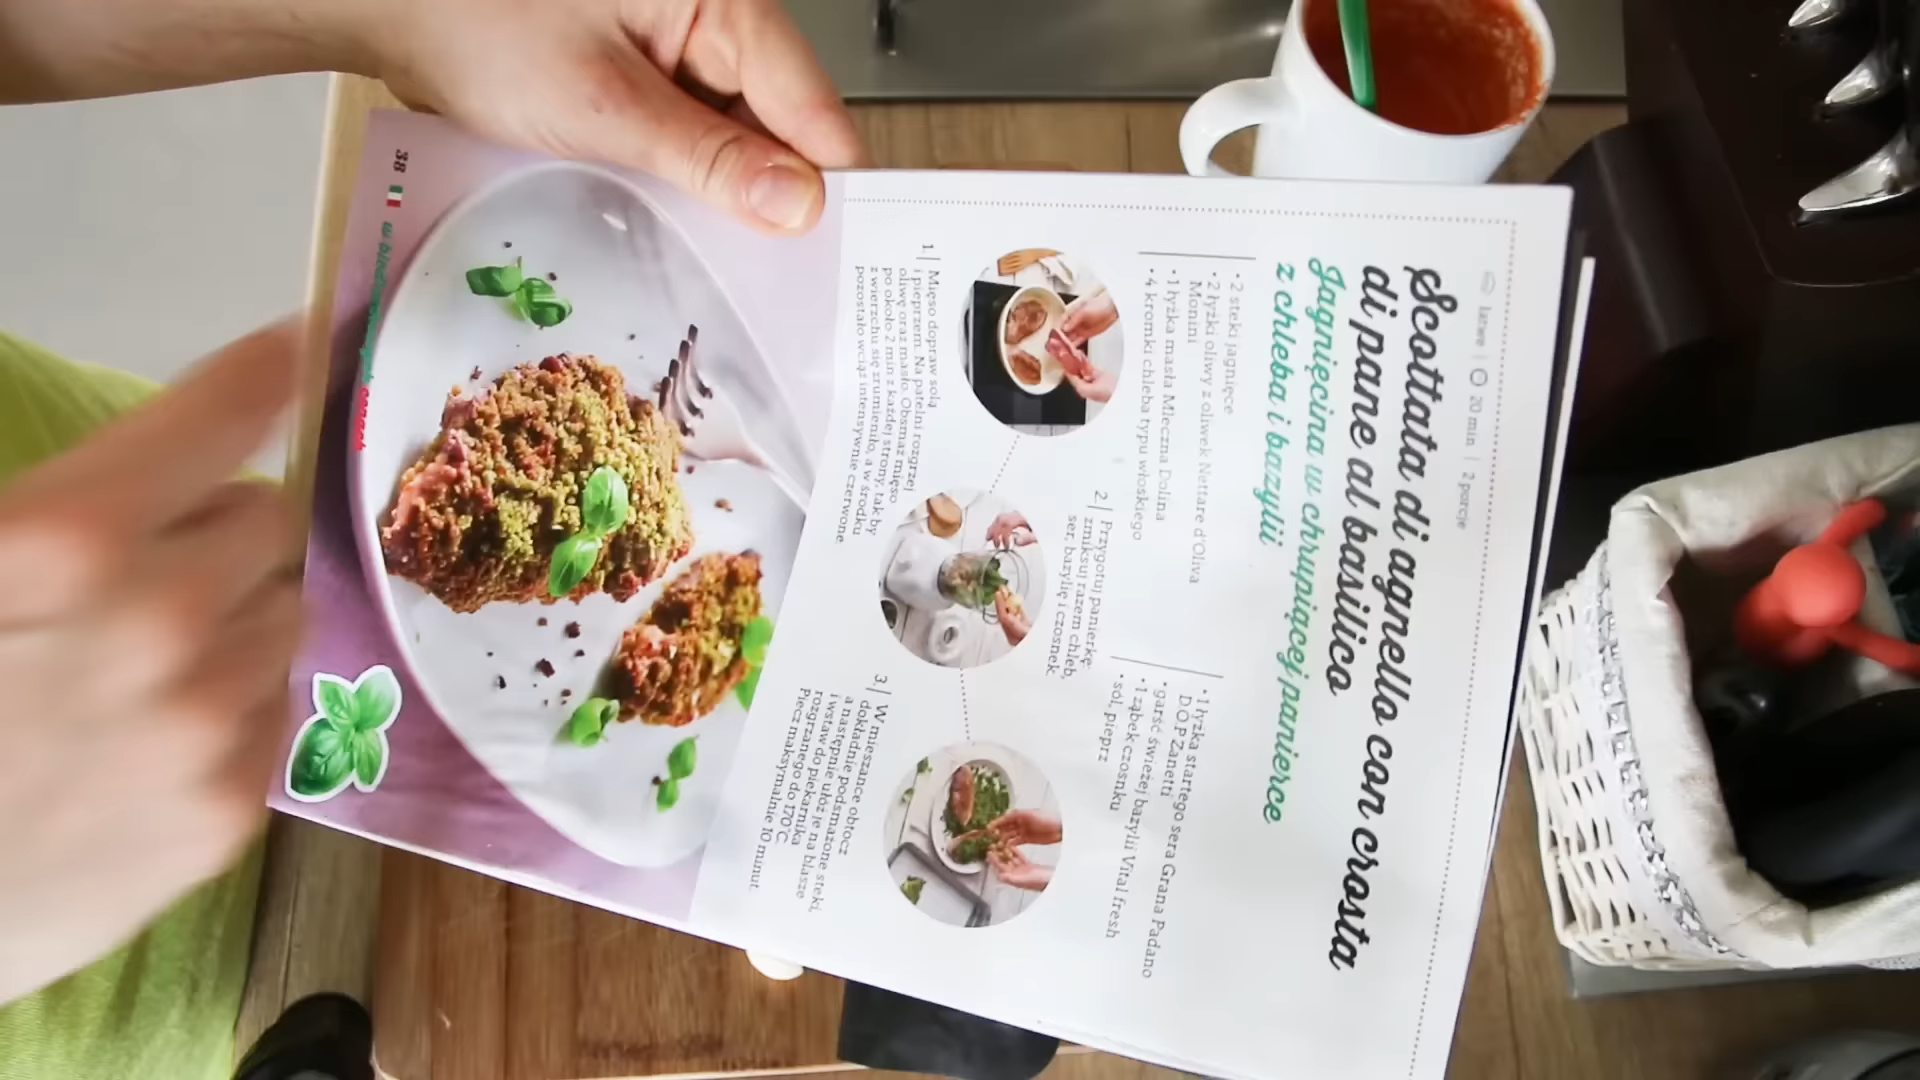 łatwe | 20 min | 2 porcje
Scottata di agnello con crosta
di pane al basilico
Jagnięcina w chrupiącej panierce
z chleba i bazylii
• 2 steki jagnięce
• 2 łyżki oliwy z oliwek Nettare d'Oliva
Monini
• 1 łyżka masła Mleczna Dolina
• 4 kromki chleba typu włoskiego
• 1 łyżka startego sera Grana Padano
D.O.P. Zanetti
• garść świeżej bazylii Vital Fresh
• 1 ząbek czosnku
• sól, pieprz
1. Mięso dopraw solą
i pieprzem. Na patelni rozgrzej
oliwę oraz masło. Obsmaż mięso
po około 2 min z każdej strony, tak by
z wierzchu się zrumieniło, a w środku
pozostało wciąż intensywnie czerwone.
2. Przygotuj panierkę:
zmiksuj razem chleb,
ser, bazylię i czosnek.
3. W mieszance obtocz
dokładnie podsmażone steki,
a następnie ułóż je na blasze
i wstaw do piekarnika
rozgrzanego do 170°C.
Piecz maksymalnie 10 minut.
38